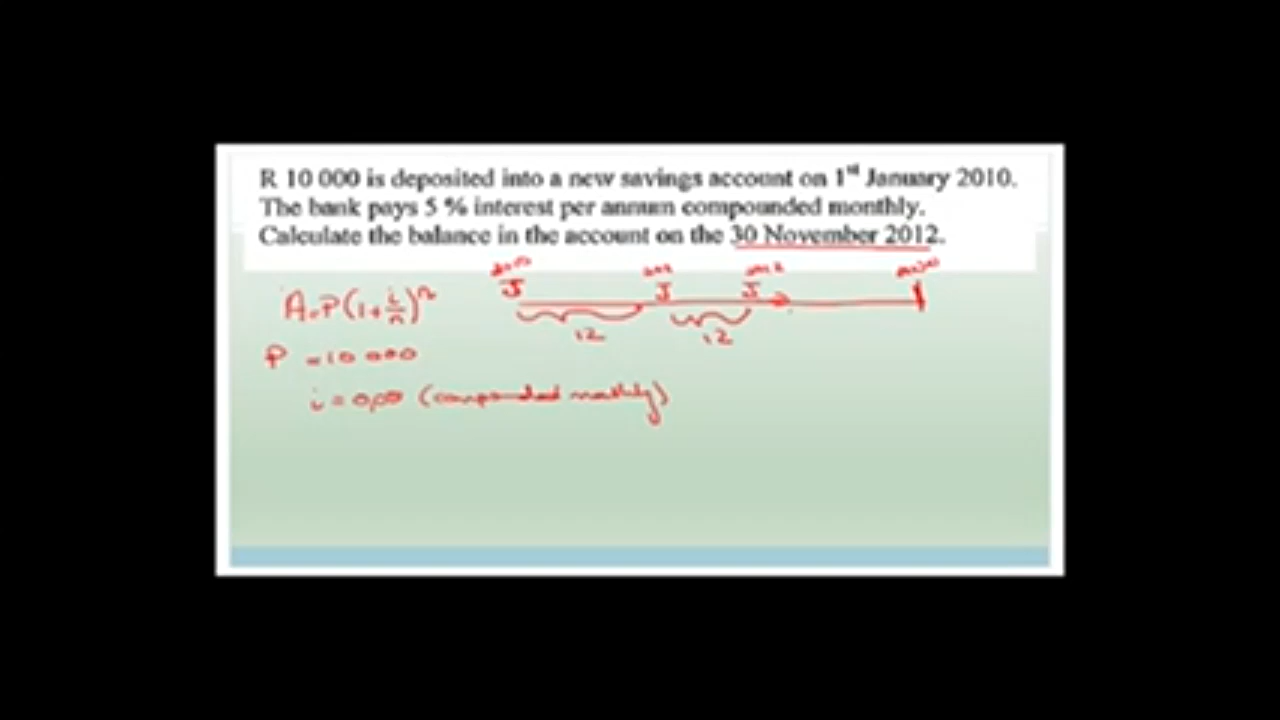 R 10 000 is deposited into a new savings account on 1st January 2010.
The bank pays 5 % interest per annum compounded monthly.
Calculate the balance in the account on the 30 November 2012.
J J J
A=P(1+i/n)^n
12 12
P = 10 000
i = (compounded monthly)